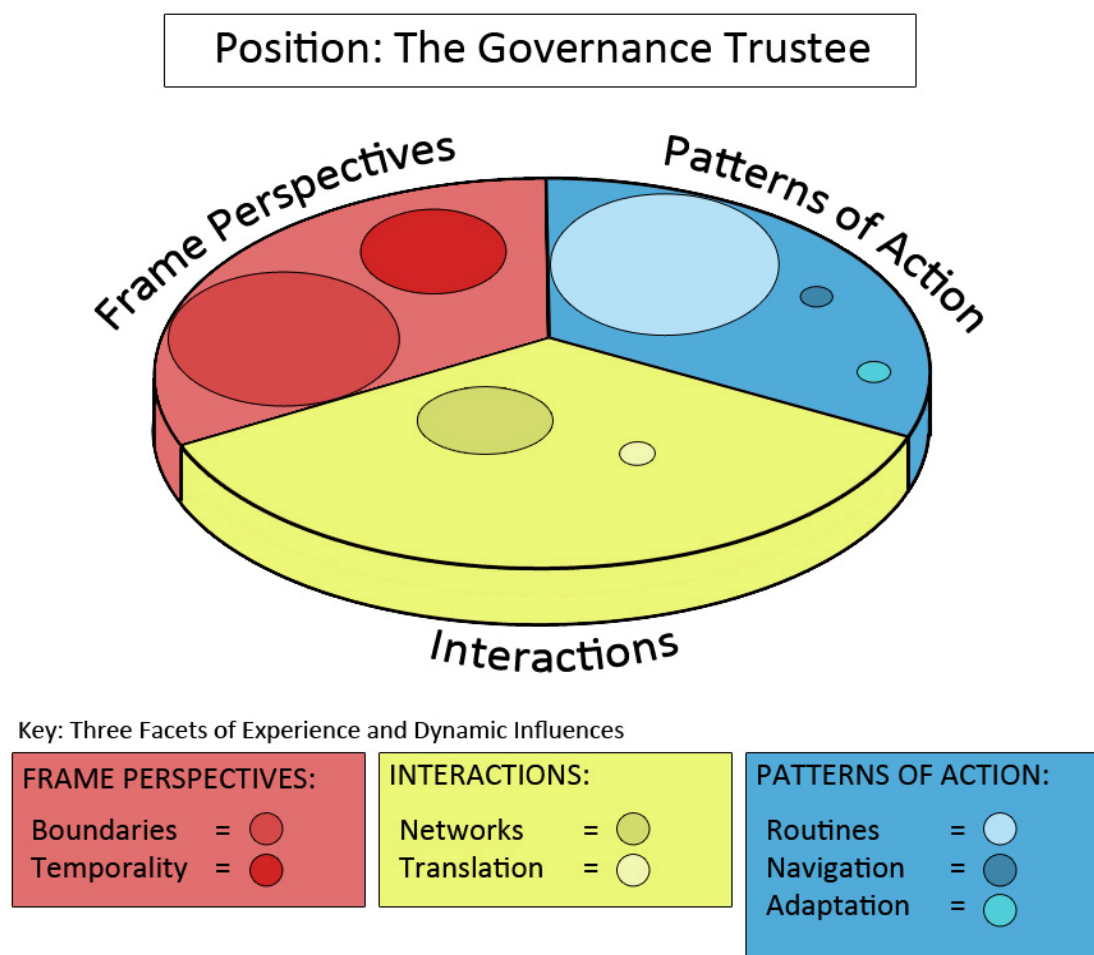 Position: The Governance Trustee
Frame Perspectives
Patterns of Action
Interactions
Key: Three Facets of Experience and Dynamic Influences
FRAME PERSPECTIVES:
Boundaries =
Temporality =
INTERACTIONS:
Networks =
Translation =
PATTERNS OF ACTION:
Routines =
Navigation =
Adaptation =